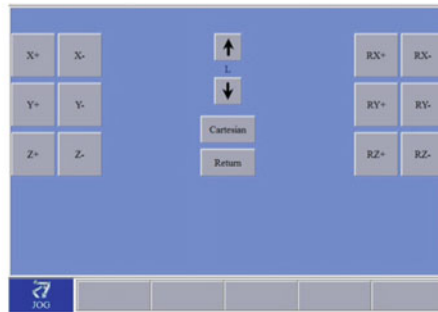 X+ X- RX+ RX-
L
Y+ Y- RY+ RY-
Cartesian
Z+ Z- Return RZ+ RZ-
JOG